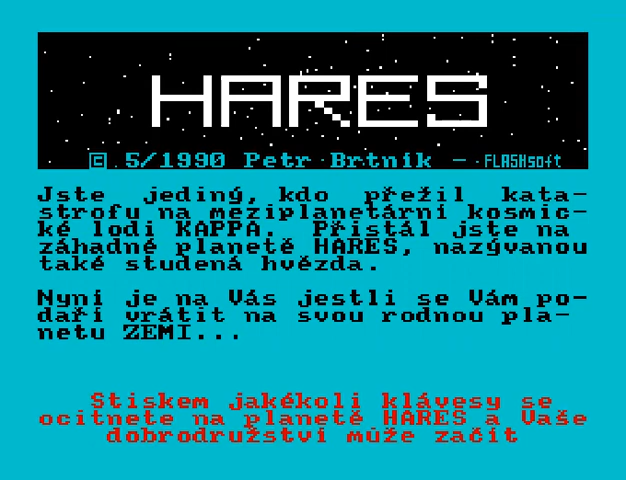 HARES
© 5/1990 Petr Brtník - FLASHsoft
Jste jediný, kdo přežil kata-
strofu na meziplanetární kosmic-
ké lodi KAPPA. Přistál jste na
záhadné planetě HARES, nazývanou
také studená hvězda.
Nyní je na Vás jestli se Vám po-
daří vrátit na svou rodnou pla-
netu ZEMI...
Stiskem jakékoli klávesy se
ocitnete na planetě HARES a Vaše
dobrodružství může začít